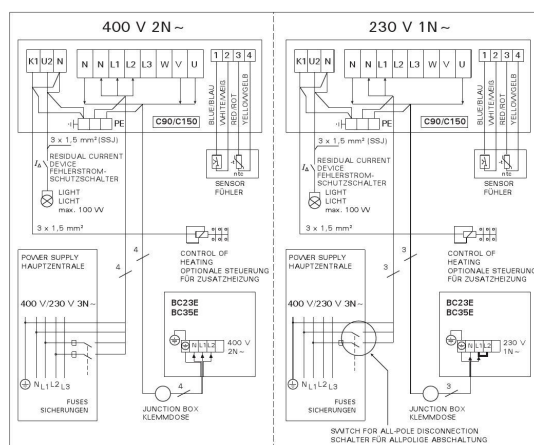 400 V 2N~
K1 U2 N
N N L1 L2 L3 W V U
1 2 3 4
PE
C90/C150
BLUE/BLAU
WHITE/WEIß
RED/ROT
YELLOW/GELB
3 x 1,5 mm² (SSJ)
I△
RESIDUAL CURRENT
DEVICE
FEHLERSTROM-
SCHUTZSCHALTER
LIGHT
LICHT
max. 100 W
ntc
SENSOR
FÜHLER
3 x 1,5 mm²
4
4
CONTROL OF
HEATING
OPTIONALE STEUERUNG
FÜR ZUSATZHEIZUNG
POWER SUPPLY
HAUPTZENTRALE
400 V/230 V 3N~
BC23E
BC35E
N L1 L2
400 V
2N~
N L1 L2 L3
FUSES
SICHERUNGEN
4
JUNCTION BOX
KLEMMDOSE
230 V 1N~
K1 U2 N
N N L1 L2 L3 W V U
1 2 3 4
PE
C90/C150
BLUE/BLAU
WHITE/WEIß
RED/ROT
YELLOW/GELB
3 x 1,5 mm² (SSJ)
I△
RESIDUAL CURRENT
DEVICE
FEHLERSTROM-
SCHUTZSCHALTER
LIGHT
LICHT
max. 100 W
ntc
SENSOR
FÜHLER
3 x 1,5 mm²
3
3
CONTROL OF
HEATING
OPTIONALE STEUERUNG
FÜR ZUSATZHEIZUNG
POWER SUPPLY
HAUPTZENTRALE
400 V/230 V 3N~
BC23E
BC35E
N L1 L2
230 V
1N~
N L1 L2 L3
FUSES
SICHERUNGEN
3
JUNCTION BOX
KLEMMDOSE
SWITCH FOR ALL-POLE DISCONNECTION
SCHALTER FÜR ALLPOLIGE ABSCHALTUNG